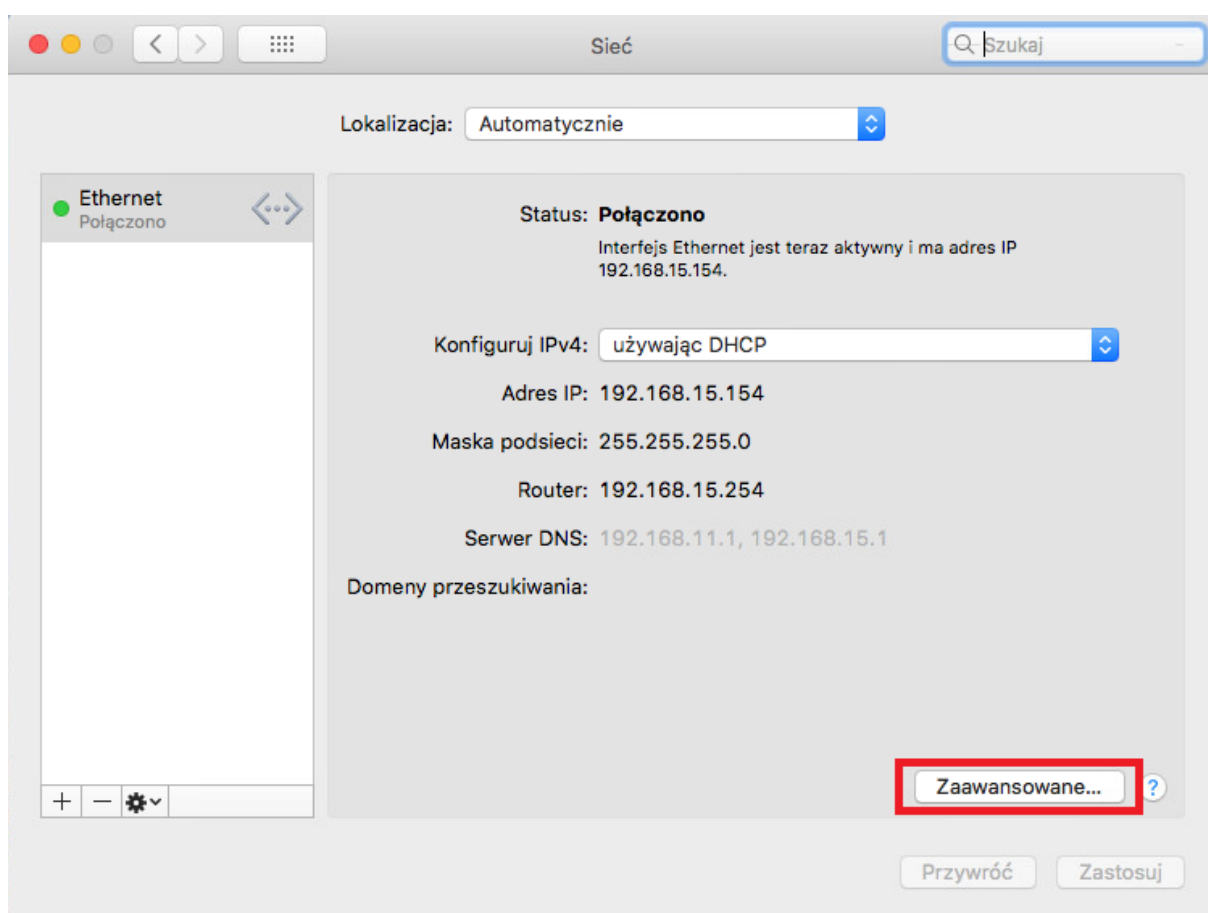 Sieć
Szukaj
Lokalizacja: Automatycznie
Ethernet
Połączono
Status: Połączono
Interfejs Ethernet jest teraz aktywny i ma adres IP
192.168.15.154.
Konfiguruj IPv4: używając DHCP
Adres IP: 192.168.15.154
Maska podsieci: 255.255.255.0
Router: 192.168.15.254
Serwer DNS: 192.168.11.1, 192.168.15.1
Domeny przeszukiwania:
Zaawansowane... ?
Przywróć Zastosuj